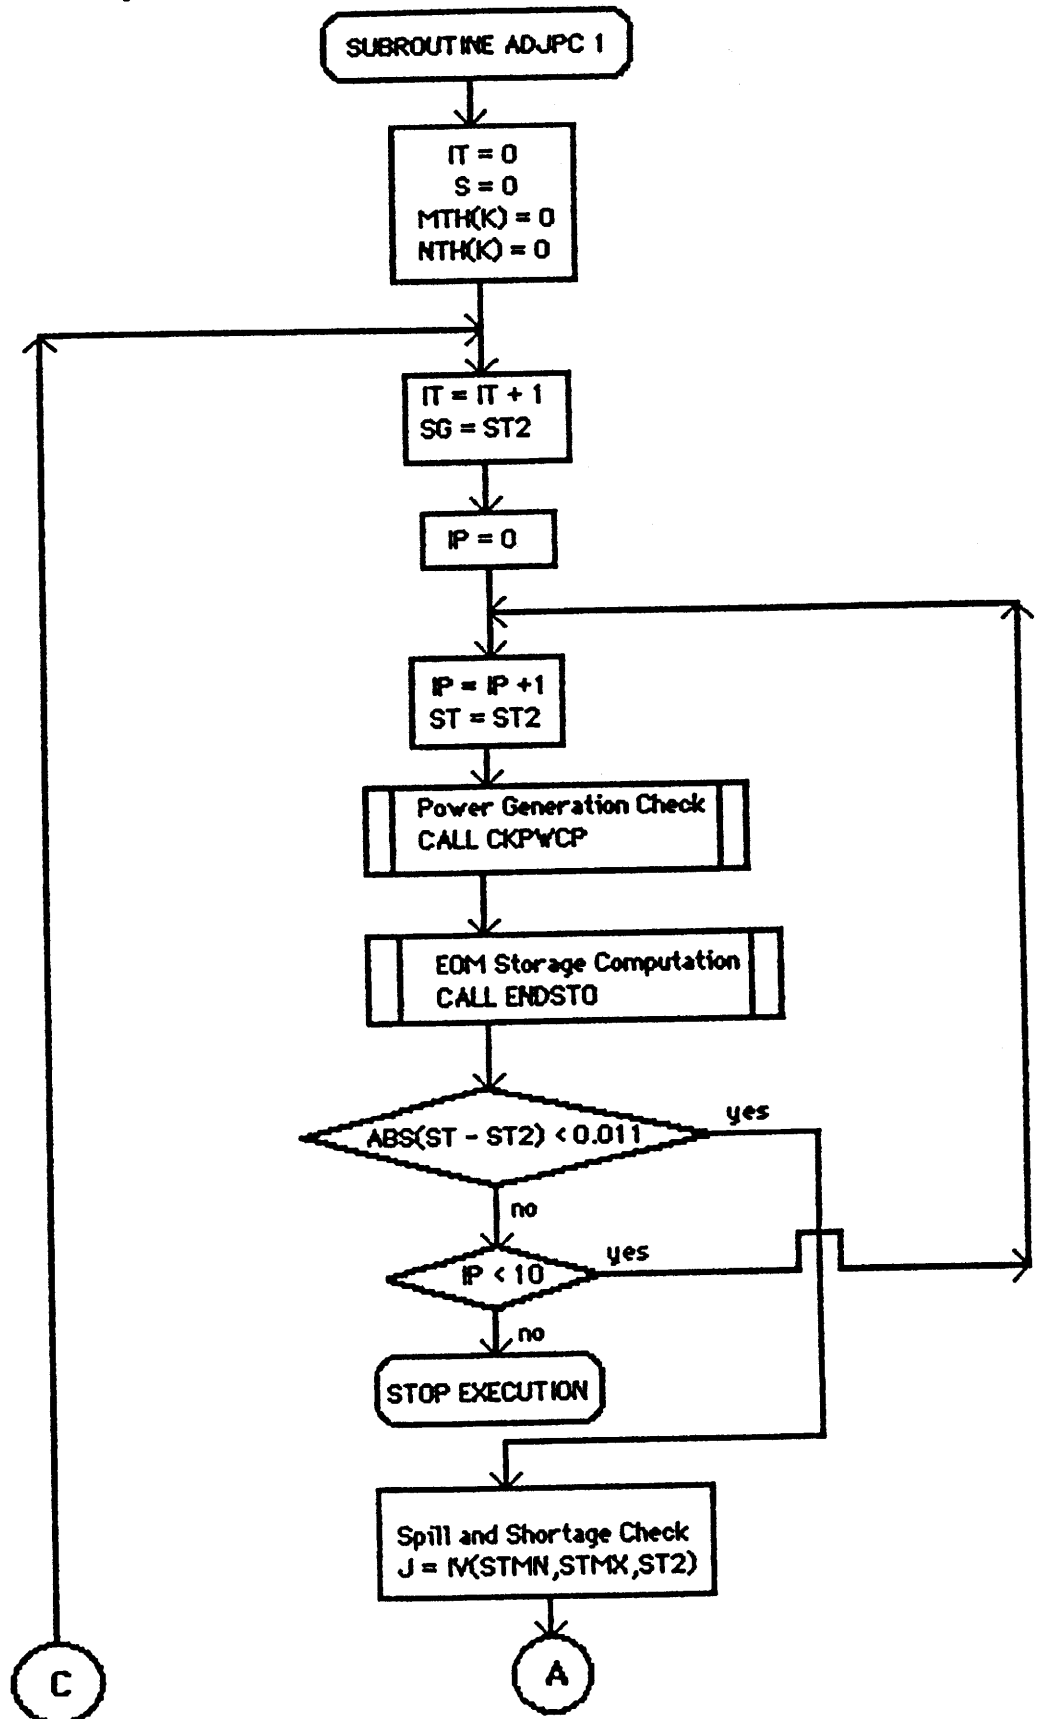 SUBROUTINE ADJPC 1
IT = 0
S = 0
MTH(K) = 0
NTH(K) = 0
IT = IT + 1
SG = ST2
IP = 0
IP = IP +1
ST = ST2
Power Generation Check
CALL CKPWCP
EOM Storage Computation
CALL ENDSTO
ABS(ST - ST2) < 0.011
yes
no
IP < 10
yes
no
STOP EXECUTION
Spill and Shortage Check
J = IV(STMN,STMX,ST2)
C
A